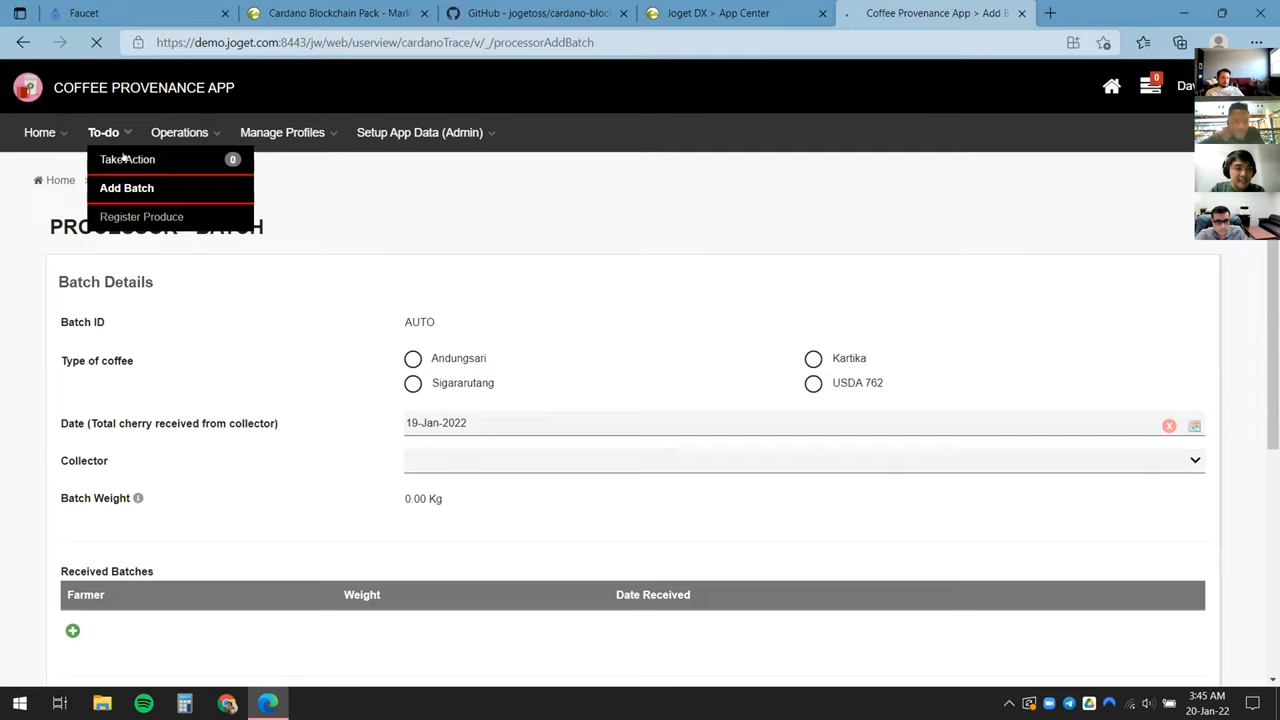 Faucet
Cardano Blockchain Pack - Mark
GitHub - jogetoss/cardano-bloc
Joget DX > App Center
Coffee Provenance App > Add B
https://demo.joget.com:8443/jw/web/userview/cardanoTrace/v/_/processorAddBatch
COFFEE PROVENANCE APP
0
Home
To-do
Operations
Manage Profiles
Setup App Data (Admin)
Take Action
0
Home
Add Batch
Register Produce
Batch Details
Batch ID
AUTO
Type of coffee
Andungsari
Kartika
Sigararutang
USDA 762
Date (Total cherry received from collector)
19-Jan-2022
Collector
Batch Weight
0.00 Kg
Received Batches
Farmer
Weight
Date Received
3:45 AM
20-Jan-22